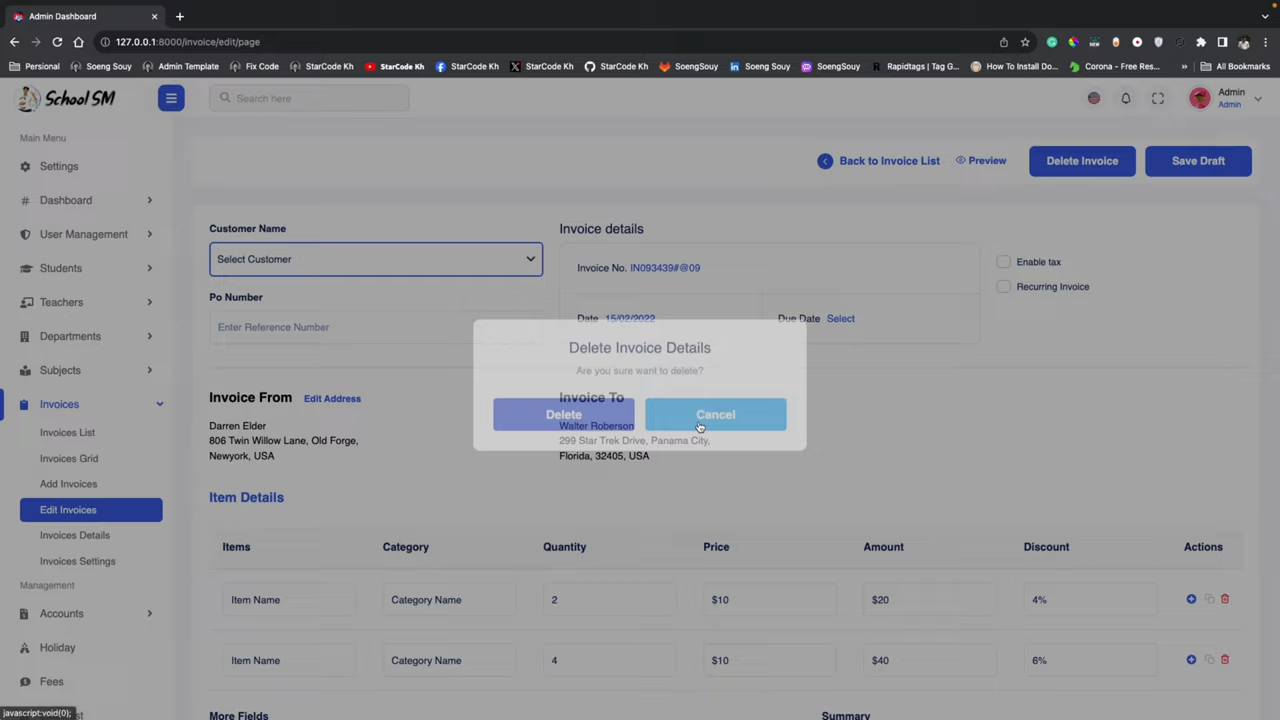 Admin Dashboard
127.0.0.1:8000/invoice/edit/page
Personal
Soeng Souy
Admin Template
Fix Code
StarCode Kh
StarCode Kh
StarCode Kh
StarCode Kh
StarCode Kh
SoengSouy
Soeng Souy
SoengSouy
Rapidtags | Tag G...
How To Install Do...
Corona - Free Res...
All Bookmarks
School SM
Search here
Admin
Admin
Main Menu
Settings
Dashboard
User Management
Students
Teachers
Departments
Subjects
Invoices
Invoices List
Invoices Grid
Add Invoices
Edit Invoices
Invoices Details
Invoices Settings
Management
Accounts
Holiday
Fees
javascript:void(0);
Back to Invoice List
Preview
Delete Invoice
Save Draft
Customer Name
Select Customer
Po Number
Enter Reference Number
Invoice details
Invoice No. IN093439#@09
Date 15/02/2022
Due Date Select
Enable tax
Recurring Invoice
Delete Invoice Details
Are you sure want to delete?
Delete
Cancel
Invoice From Edit Address
Darren Elder
806 Twin Willow Lane, Old Forge,
Newyork, USA
Invoice To
Walter Roberson
299 Star Trek Drive, Panama City,
Florida, 32405, USA
Item Details
Items Category Quantity Price Amount Discount Actions
Item Name Category Name 2 $10 $20 4%
Item Name Category Name 4 $10 $40 6%
More Fields
Summary